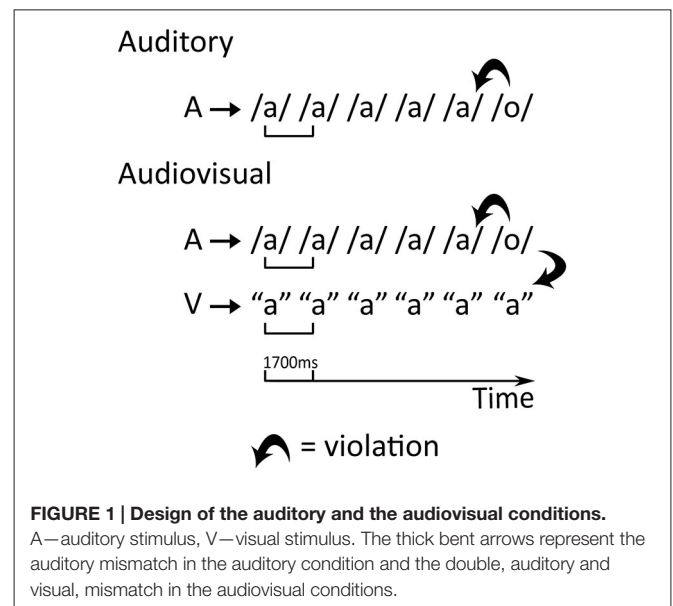 Auditory
A → /a/ /a/ /a/ /a/ /a/ /o/
Audiovisual
A → /a/ /a/ /a/ /a/ /a/ /o/
V → “a” “a” “a” “a” “a” “a”
1700ms
Time
= violation
FIGURE 1 | Design of the auditory and the audiovisual conditions.
A—auditory stimulus, V—visual stimulus. The thick bent arrows represent the
auditory mismatch in the auditory condition and the double, auditory and
visual, mismatch in the audiovisual conditions.